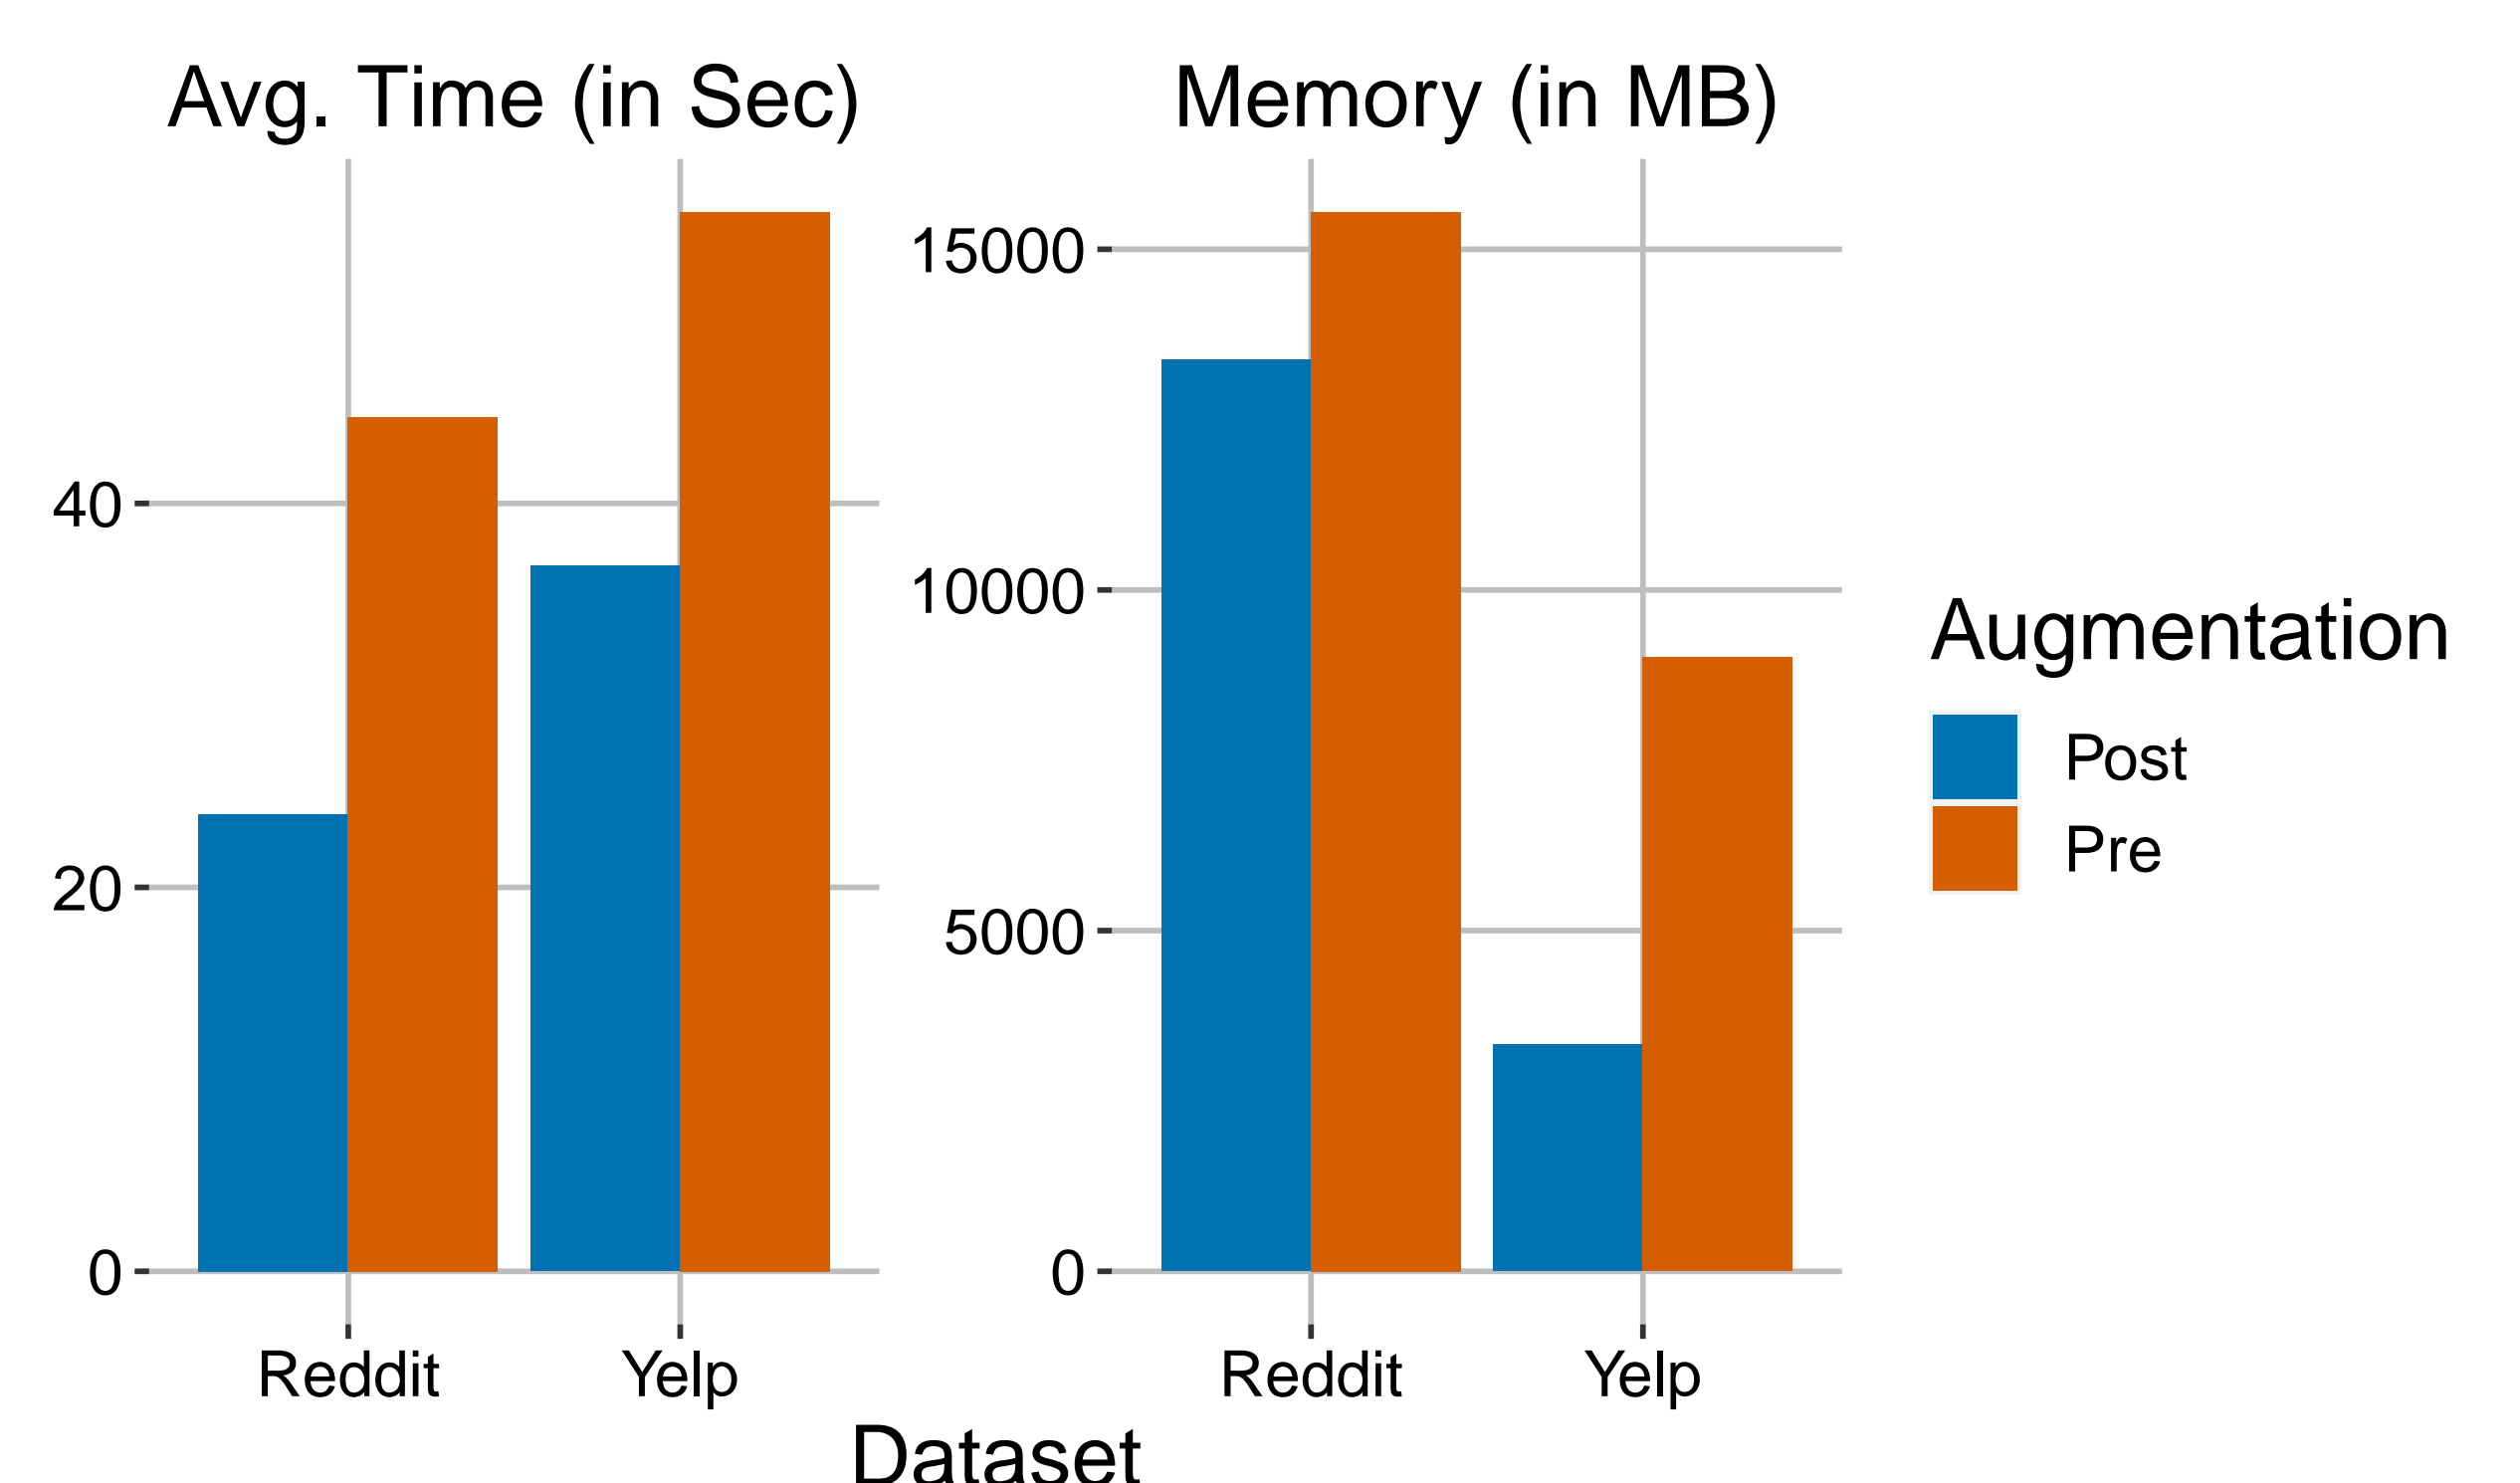 Avg. Time (in Sec)
Memory (in MB)
40
20
0
15000
10000
5000
0
Reddit
Yelp
Reddit
Yelp
Dataset
Augmentation
Post
Pre